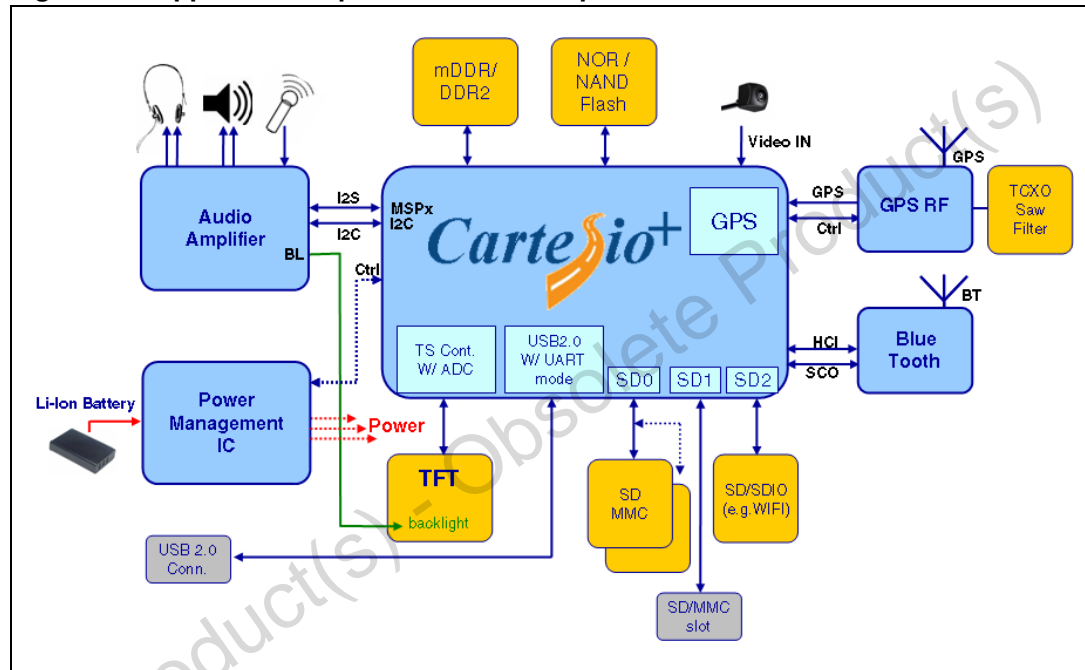 mDDR/
DDR2
NOR /
NAND
Flash
Video IN
Audio
Amplifier
BL
I2S
I2C
MSPx
I2C
Ctrl
Cartesio+
GPS
GPS
Ctrl
GPS RF
GPS
TCXO
Saw
Filter
BT
HCI
SCO
Blue
Tooth
TS Cont.
W/ ADC
USB2.0
W/ UART
mode
SD0
SD1
SD2
Li-Ion Battery
Power
Management
IC
Power
TFT
backlight
SD
MMC
SD/SDIO
(e.g.WIFI)
USB 2.0
Conn.
SD/MMC
slot
oduct(s) - Obsolete Product(s)